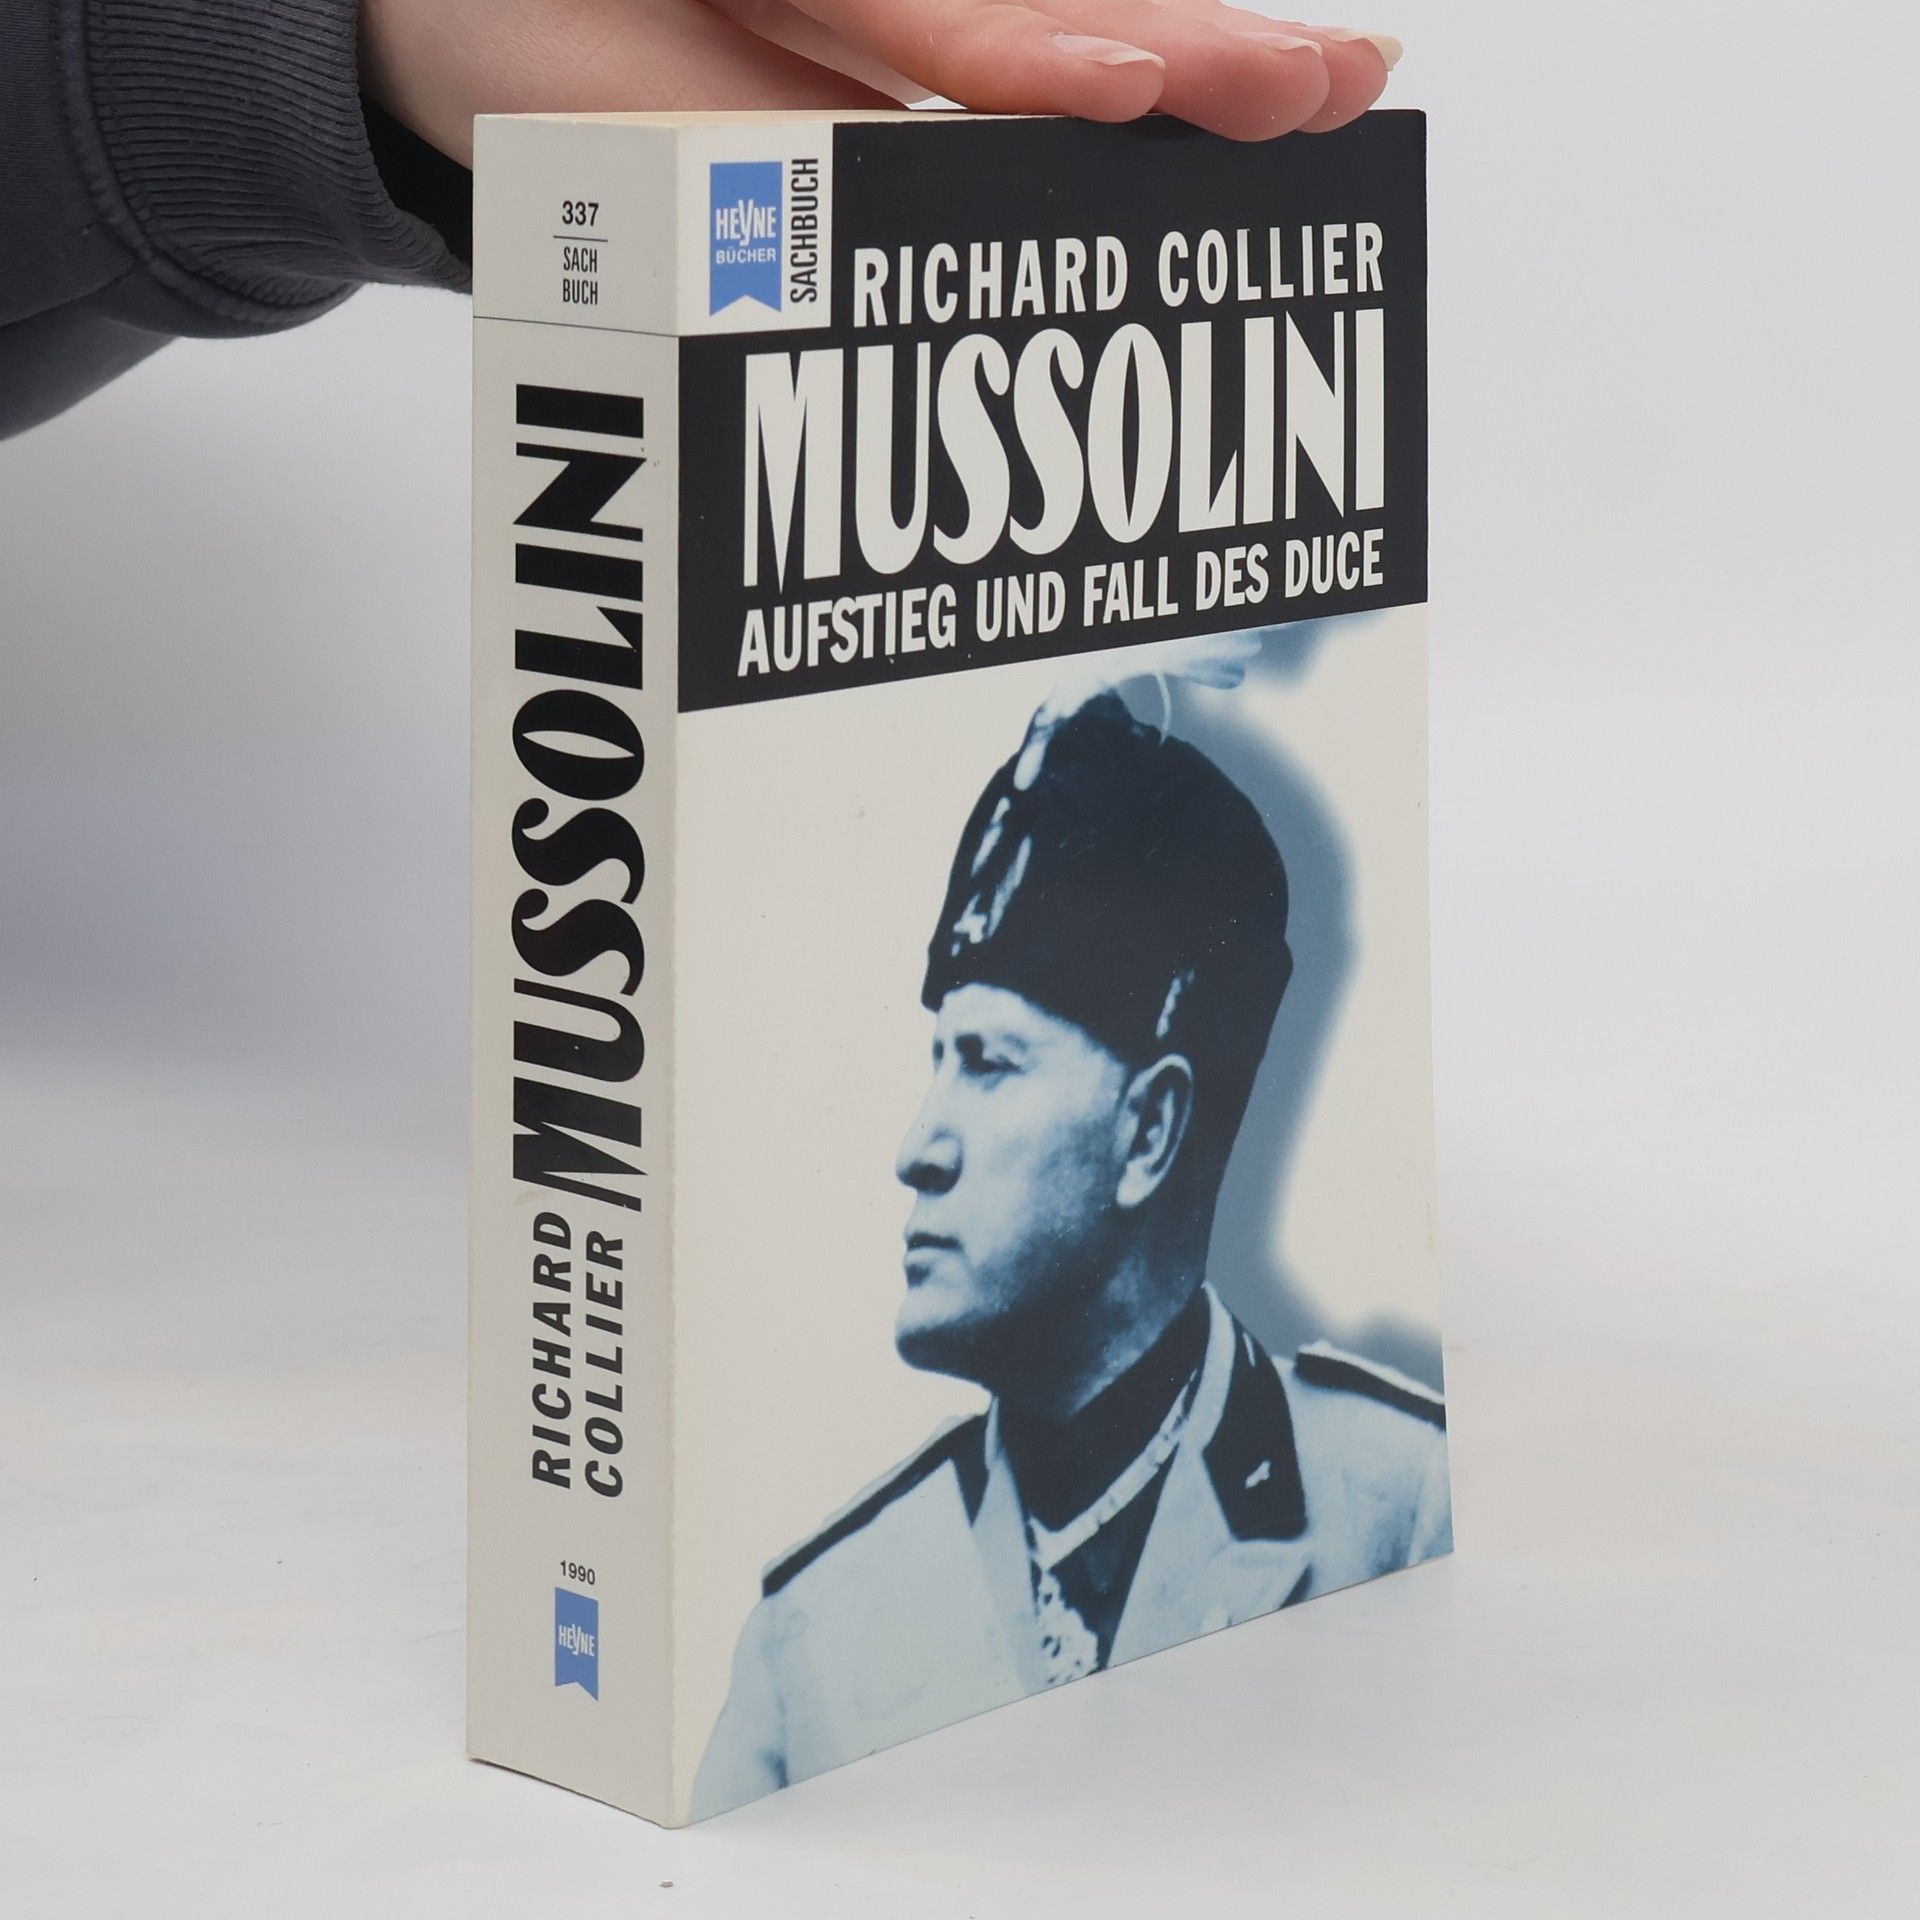 337
SACH
BUCH
MUSSOLINI
RICHARD
COLLIER
1990
HEYNE
HEYNE
BÜCHER
SACHBUCH
RICHARD COLLIER
MUSSOLINI
AUFSTIEG UND FALL DES DUCE